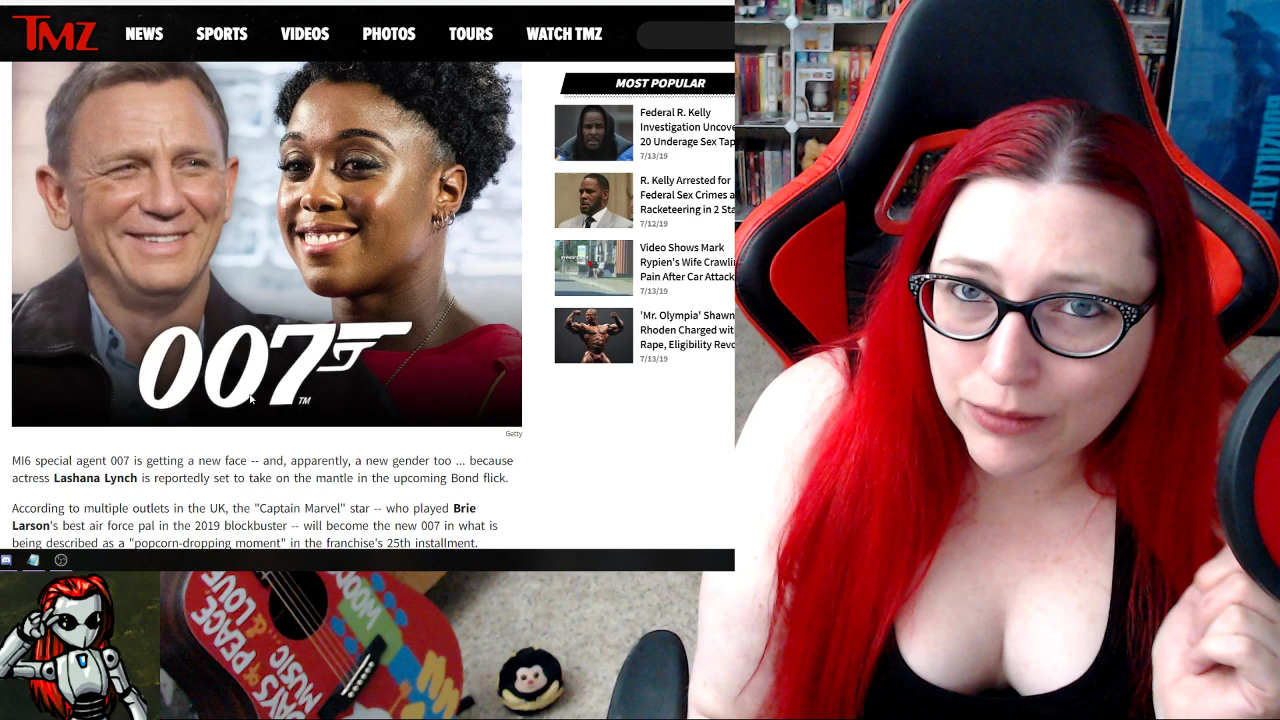 TMZ NEWS SPORTS VIDEOS PHOTOS TOURS WATCH TMZ
007
TM
Getty
MI6 special agent 007 is getting a new face -- and, apparently, a new gender too ... because
actress Lashana Lynch is reportedly set to take on the mantle in the upcoming Bond flick.
According to multiple outlets in the UK, the "Captain Marvel" star -- who played Brie
Larson's best air force pal in the 2019 blockbuster -- will become the new 007 in what is
being described as a "popcorn-dropping moment" in the franchise's 25th installment.
MOST POPULAR
Federal R. Kelly
Investigation Uncove
20 Underage Sex Tap
7/13/19
R. Kelly Arrested for
Federal Sex Crimes a
Racketeering in 2 Sta
7/12/19
Video Shows Mark
Rypien's Wife Crawli
Pain After Car Attack
7/13/19
'Mr. Olympia' Shawn
Rhoden Charged wit
Rape, Eligibility Revo
7/13/19
PEACE
& LOVE
DAYS
OF
MUSIC